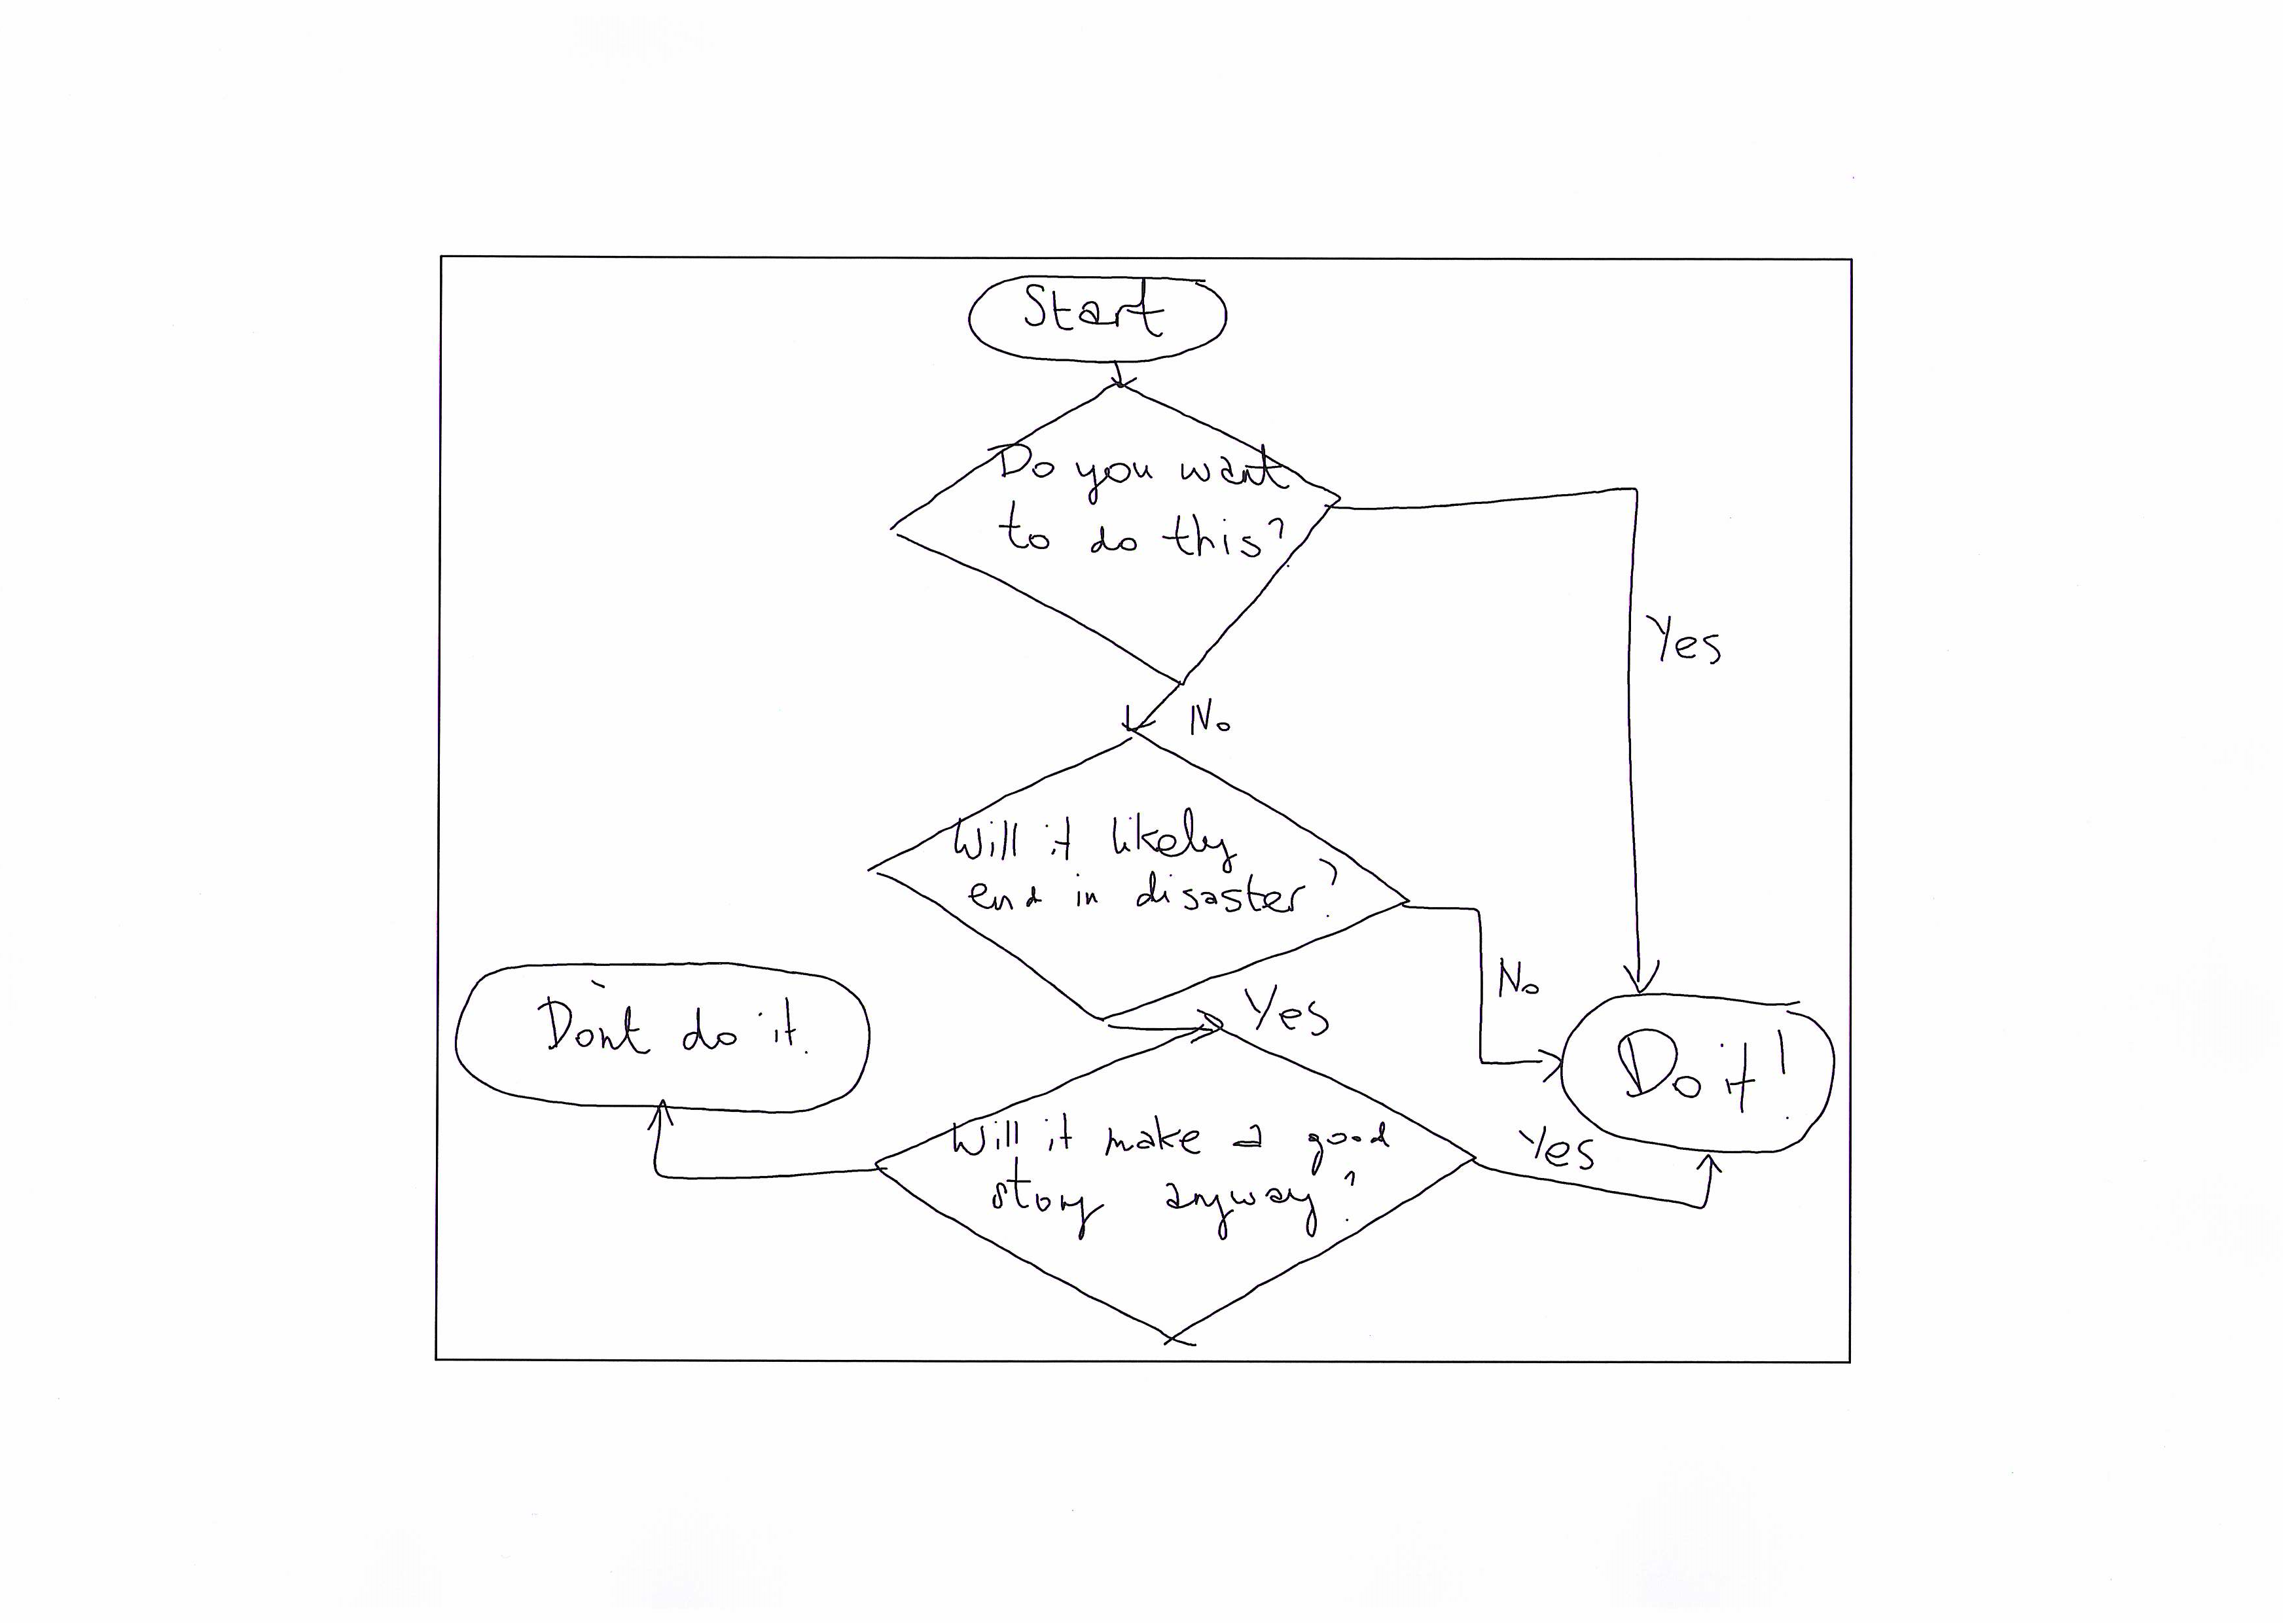 Start
Do you want
to do this?
Yes
No
Will it likely
end in disaster?
No
Yes
Don't do it.
Do it!
Will it make a good
story anyway?
Yes